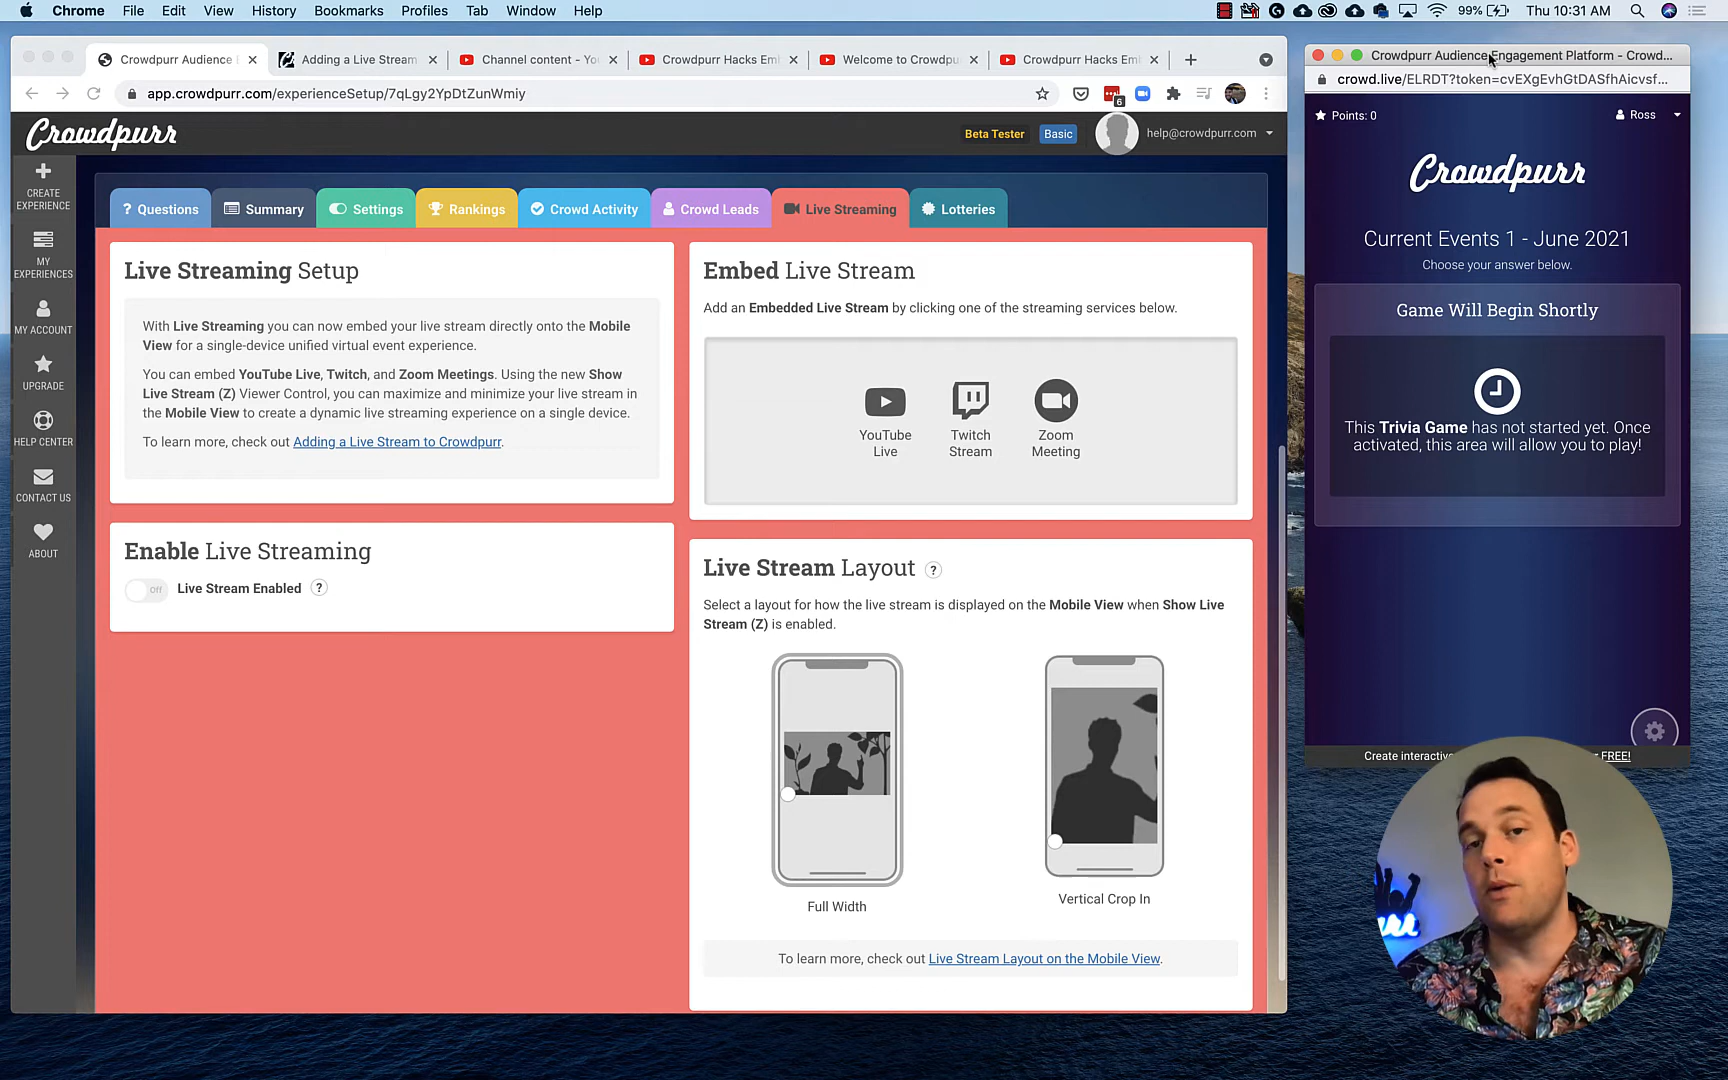 Chrome File Edit View History Bookmarks Profiles Tab Window Help
99% Thu 10:31 AM
Crowdpurr Audience
Adding a Live Stream
Channel content - Yo
Crowdpurr Hacks Em
Welcome to Crowdpu
Crowdpurr Hacks Em
app.crowdpurr.com/experienceSetup/7qLgy2YpDtZunWmiy
6
Crowdpurr
Beta Tester
Basic
help@crowdpurr.com
CREATE
EXPERIENCE
MY
EXPERIENCES
MY ACCOUNT
UPGRADE
HELP CENTER
CONTACT US
ABOUT
? Questions
Summary
Settings
Rankings
Crowd Activity
Crowd Leads
Live Streaming
Lotteries
Live Streaming Setup
With Live Streaming you can now embed your live stream directly onto the Mobile
View for a single-device unified virtual event experience.
You can embed YouTube Live, Twitch, and Zoom Meetings. Using the new Show
Live Stream (Z) Viewer Control, you can maximize and minimize your live stream in
the Mobile View to create a dynamic live streaming experience on a single device.
To learn more, check out Adding a Live Stream to Crowdpurr.
Enable Live Streaming
Off
Live Stream Enabled ?
Embed Live Stream
Add an Embedded Live Stream by clicking one of the streaming services below.
YouTube
Live
Twitch
Stream
Zoom
Meeting
Live Stream Layout ?
Select a layout for how the live stream is displayed on the Mobile View when Show Live
Stream (Z) is enabled.
Full Width
Vertical Crop In
To learn more, check out Live Stream Layout on the Mobile View.
Crowdpurr Audience Engagement Platform - Crowd...
crowd.live/ELRDT?token=cvEXgEvhGtDASfhAicvsf...
Points: 0
Ross
Crowdpurr
Current Events 1 - June 2021
Choose your answer below.
Game Will Begin Shortly
This Trivia Game has not started yet. Once
activated, this area will allow you to play!
Create interactive
FREE!